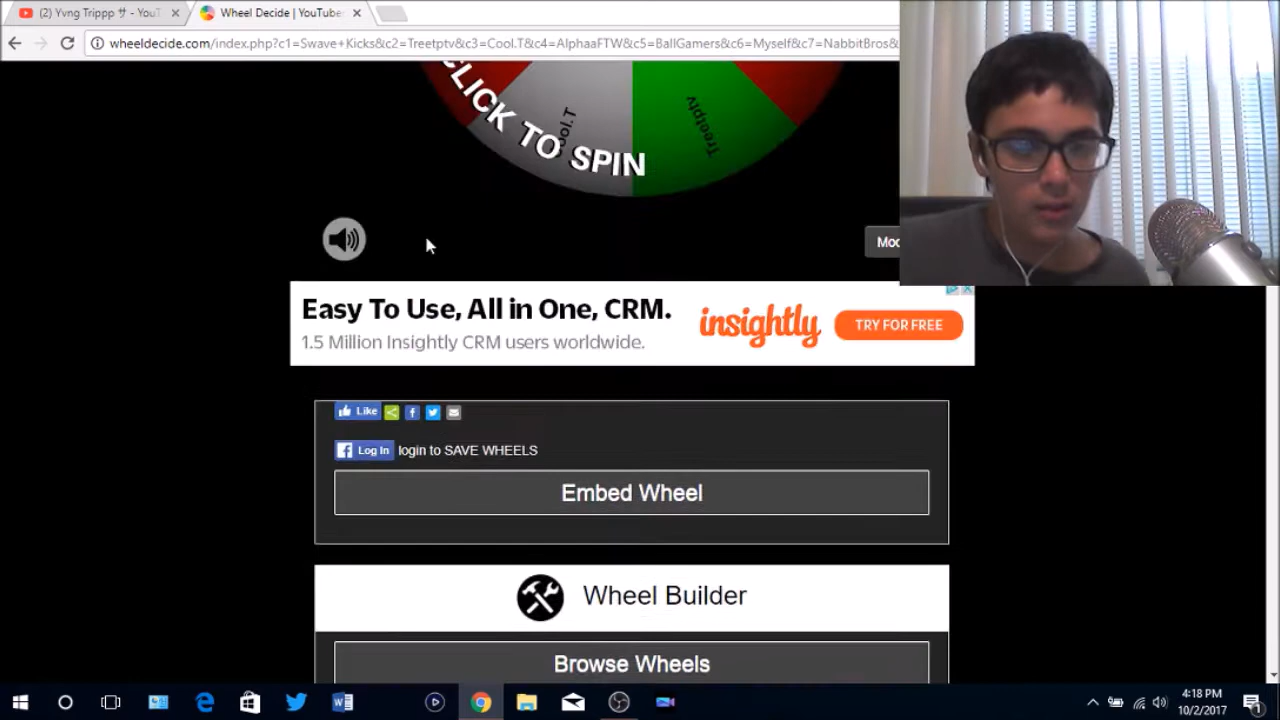 (2) Yvng Trippp サ - YouT
Wheel Decide | YouTube
wheeldecide.com/index.php?c1=Swave+Kicks&c2=Treetptv&c3=Cool.T&c4=AlphaaFTW&c5=BallGamers&c6=Myself&c7=NabbitBros&
CLICK TO SPIN
Treetptv
Easy To Use, All in One, CRM.
1.5 Million Insightly CRM users worldwide.
insightly
TRY FOR FREE
Like
Log In login to SAVE WHEELS
Embed Wheel
Wheel Builder
Browse Wheels
4:18 PM
10/2/2017